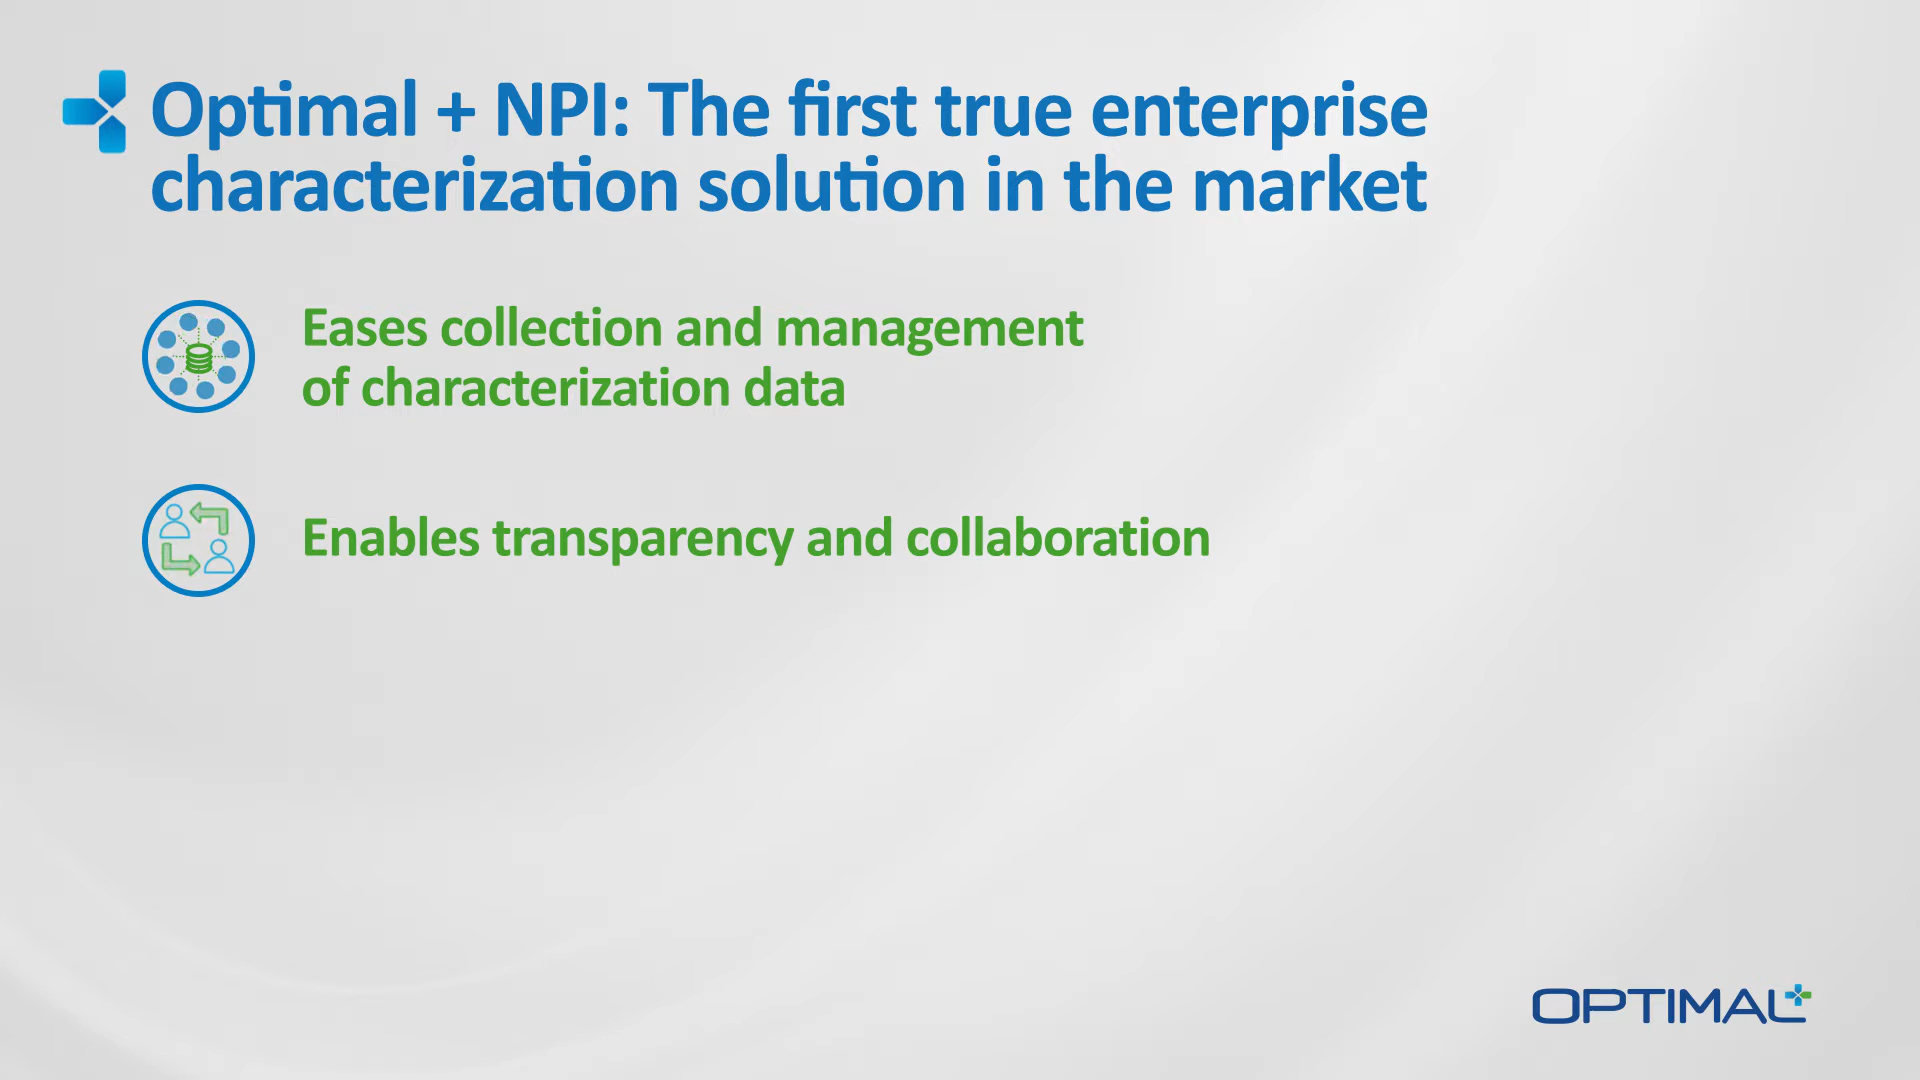 Optimal + NPI: The first true enterprise
characterization solution in the market
Eases collection and management
of characterization data
Enables transparency and collaboration
OPTIMAL+